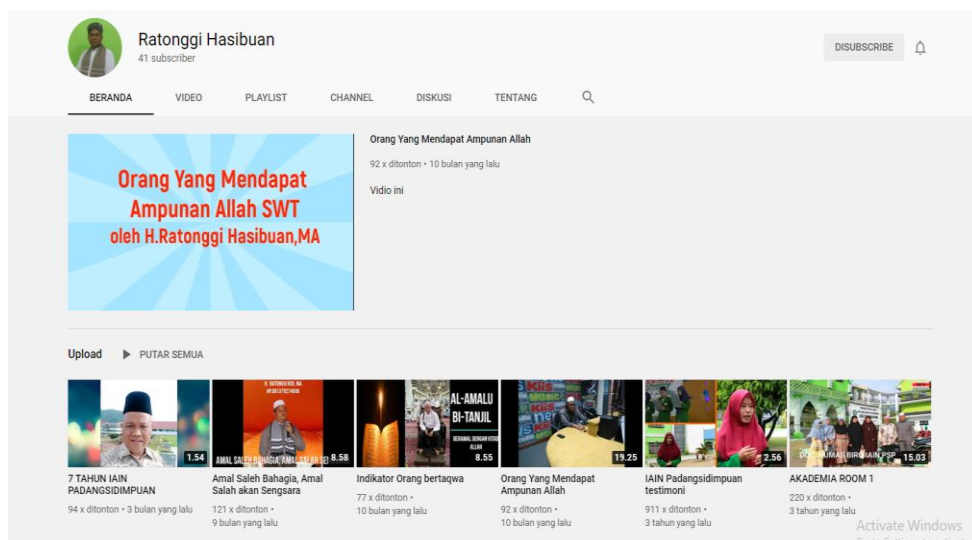 Ratonggi Hasibuan
41 subscriber
DISUBSCRIBE
BERANDA VIDEO PLAYLIST CHANNEL DISKUSI TENTANG
Orang Yang Mendapat
Ampunan Allah SWT
oleh H.Ratonggi Hasibuan,MA
Orang Yang Mendapat Ampunan Allah
92 x ditonton • 10 bulan yang lalu
Vidio ini
Upload PUTAR SEMUA
1.54
AMAL SALEH BAHAGIA, AMAL
8.58
AL-AMALU
BI-TANJIL
ALLAH
8.55
Kiis
19.25
2.56
15.03
7 TAHUN IAIN
PADANGSIDIMPUAN
94 x ditonton • 3 bulan yang lalu
Amal Saleh Bahagia, Amal
Salah akan Sengsara
121 x ditonton •
9 bulan yang lalu
Indikator Orang bertaqwa
77 x ditonton •
10 bulan yang lalu
Orang Yang Mendapat
Ampunan Allah
92 x ditonton •
10 bulan yang lalu
IAIN Padangsidimpuan
testimoni
911 x ditonton •
3 tahun yang lalu
AKADEMIA ROOM 1
220 x ditonton •
3 tahun yang lalu
Activate Windows